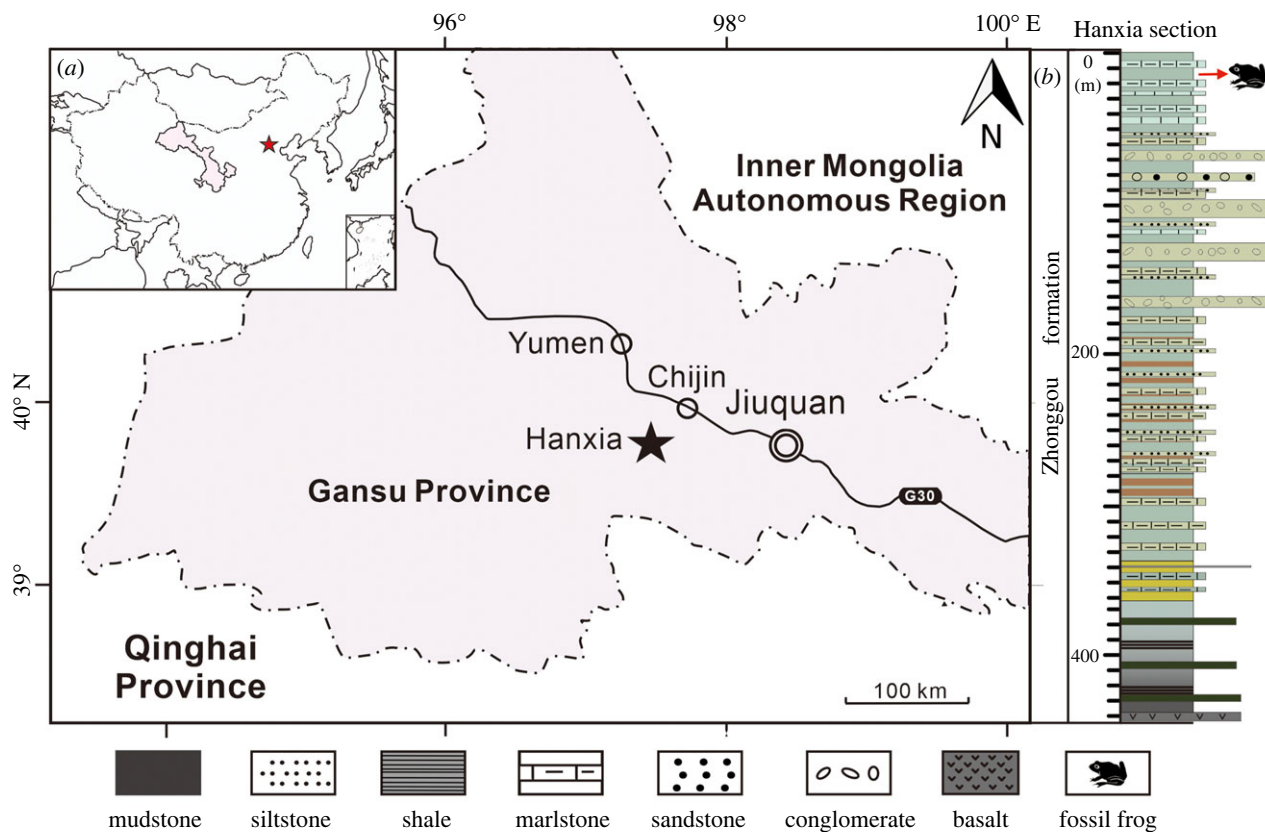 96°
98°
100° E
Hanxia section
(a)
(b)
0
(m)
N
Inner Mongolia
Autonomous Region
Yumen
Chijin
Jiuquan
Hanxia
Gansu Province
G30
40° N
39°
Qinghai
Province
100 km
Zhonggou formation
200
400
mudstone
siltstone
shale
marlstone
sandstone
conglomerate
basalt
fossil frog